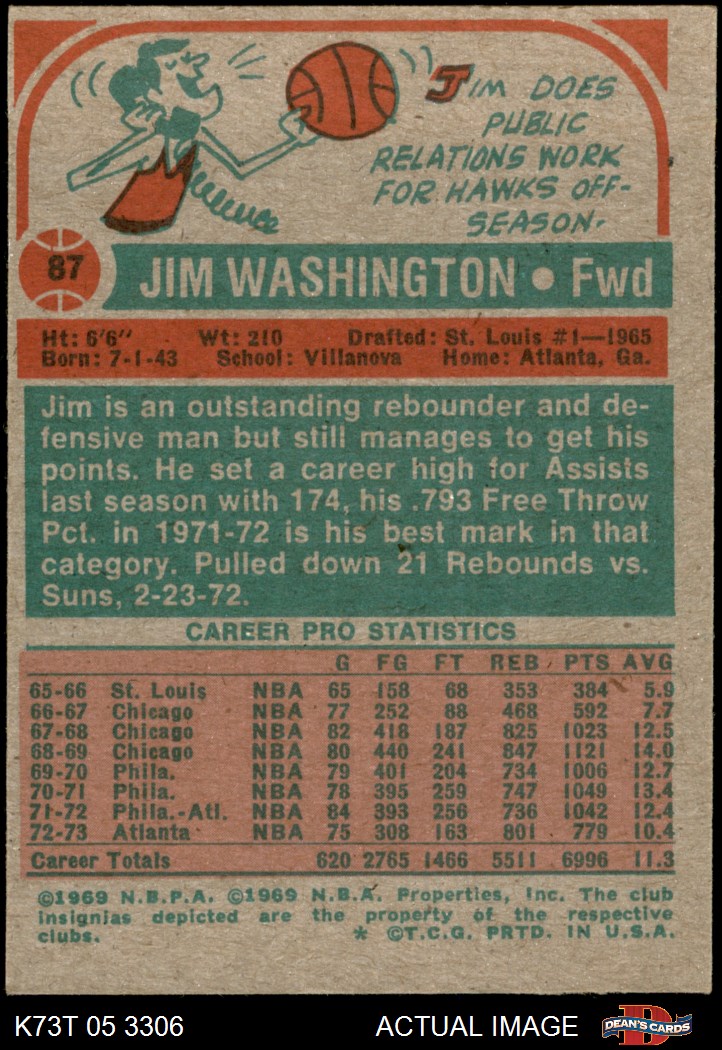 JIM DOES
PUBLIC
RELATIONS WORK
FOR HAWKS OFF-
SEASON.
87
JIM WASHINGTON • Fwd
Ht: 6'6" Wt: 210 Drafted: St. Louis #1—1965
Born: 7-1-43 School: Villanova Home: Atlanta, Ga.
Jim is an outstanding rebounder and de-
fensive man but still manages to get his
points. He set a career high for Assists
last season with 174, his .793 Free Throw
Pct. in 1971-72 is his best mark in that
category. Pulled down 21 Rebounds vs.
Suns, 2-23-72.
CAREER PRO STATISTICS
G FG FT REB PTS AVG
65-66 St. Louis NBA 65 158 68 353 384 5.9
66-67 Chicago NBA 77 252 88 468 592 7.7
67-68 Chicago NBA 82 418 187 825 1023 12.5
68-69 Chicago NBA 80 440 241 847 1121 14.0
69-70 Phila. NBA 79 401 204 734 1006 12.7
70-71 Phila. NBA 78 395 259 747 1049 13.4
71-72 Phila.-Atl. NBA 84 393 256 736 1042 12.4
72-73 Atlanta NBA 75 308 163 801 779 10.4
Career Totals 620 2765 1466 5511 6996 11.3
©1969 N.B.P.A. ©1969 N.B.A. Properties, Inc. The club
insignias depicted are the property of the respective
clubs. * ©T.C.G. PRTD. IN U.S.A.
K73T 05 3306 ACTUAL IMAGE D DEAN'S CARDS